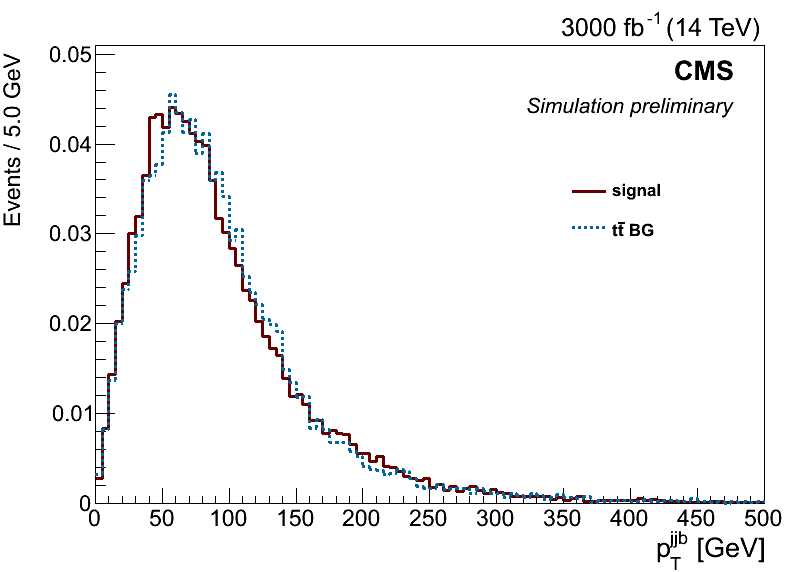 3000 fb⁻¹ (14 TeV)
CMS
Simulation preliminary
signal
tt̄ BG
Events / 5.0 GeV
0.05
0.04
0.03
0.02
0.01
0
0 50 100 150 200 250 300 350 400 450 500
p_T^jjb [GeV]